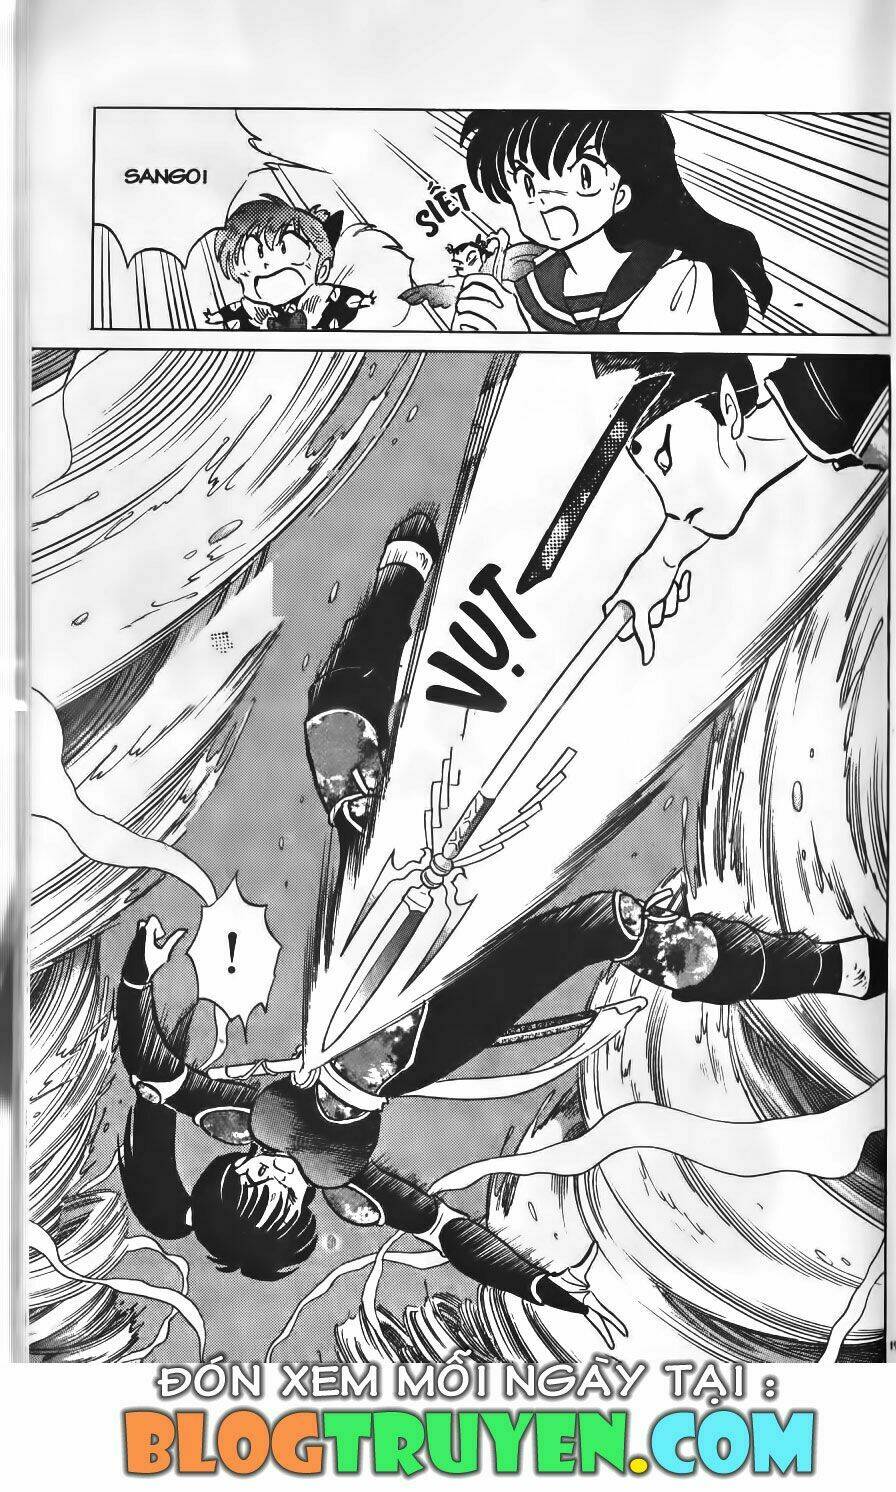 SANGO!
SIẾT
VỤT
!
ĐÓN XEM MỖI NGÀY TẠI :
BLOGTRUYEN.COM